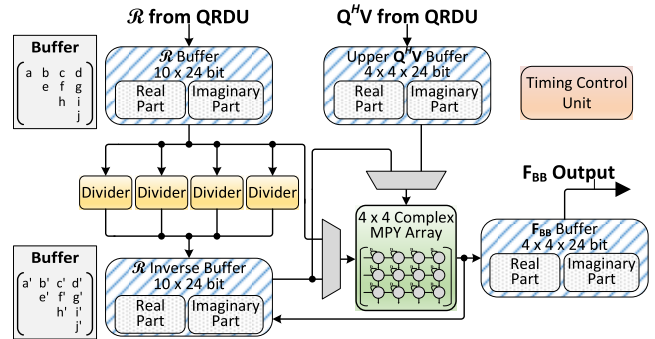 ℛ from QRDU
QᴴV from QRDU
Buffer
a b c d
e f g
h i
j
ℛ Buffer
10 x 24 bit
Real Part
Imaginary Part
Upper QᴴV Buffer
4 x 4 x 24 bit
Real Part
Imaginary Part
Timing Control Unit
Divider
Divider
Divider
Divider
4 x 4 Complex
MPY Array
F_BB Output
F_BB Buffer
4 x 4 x 24 bit
Real Part
Imaginary Part
Buffer
a' b' c' d'
e' f' g'
h' i'
j'
ℛ Inverse Buffer
10 x 24 bit
Real Part
Imaginary Part